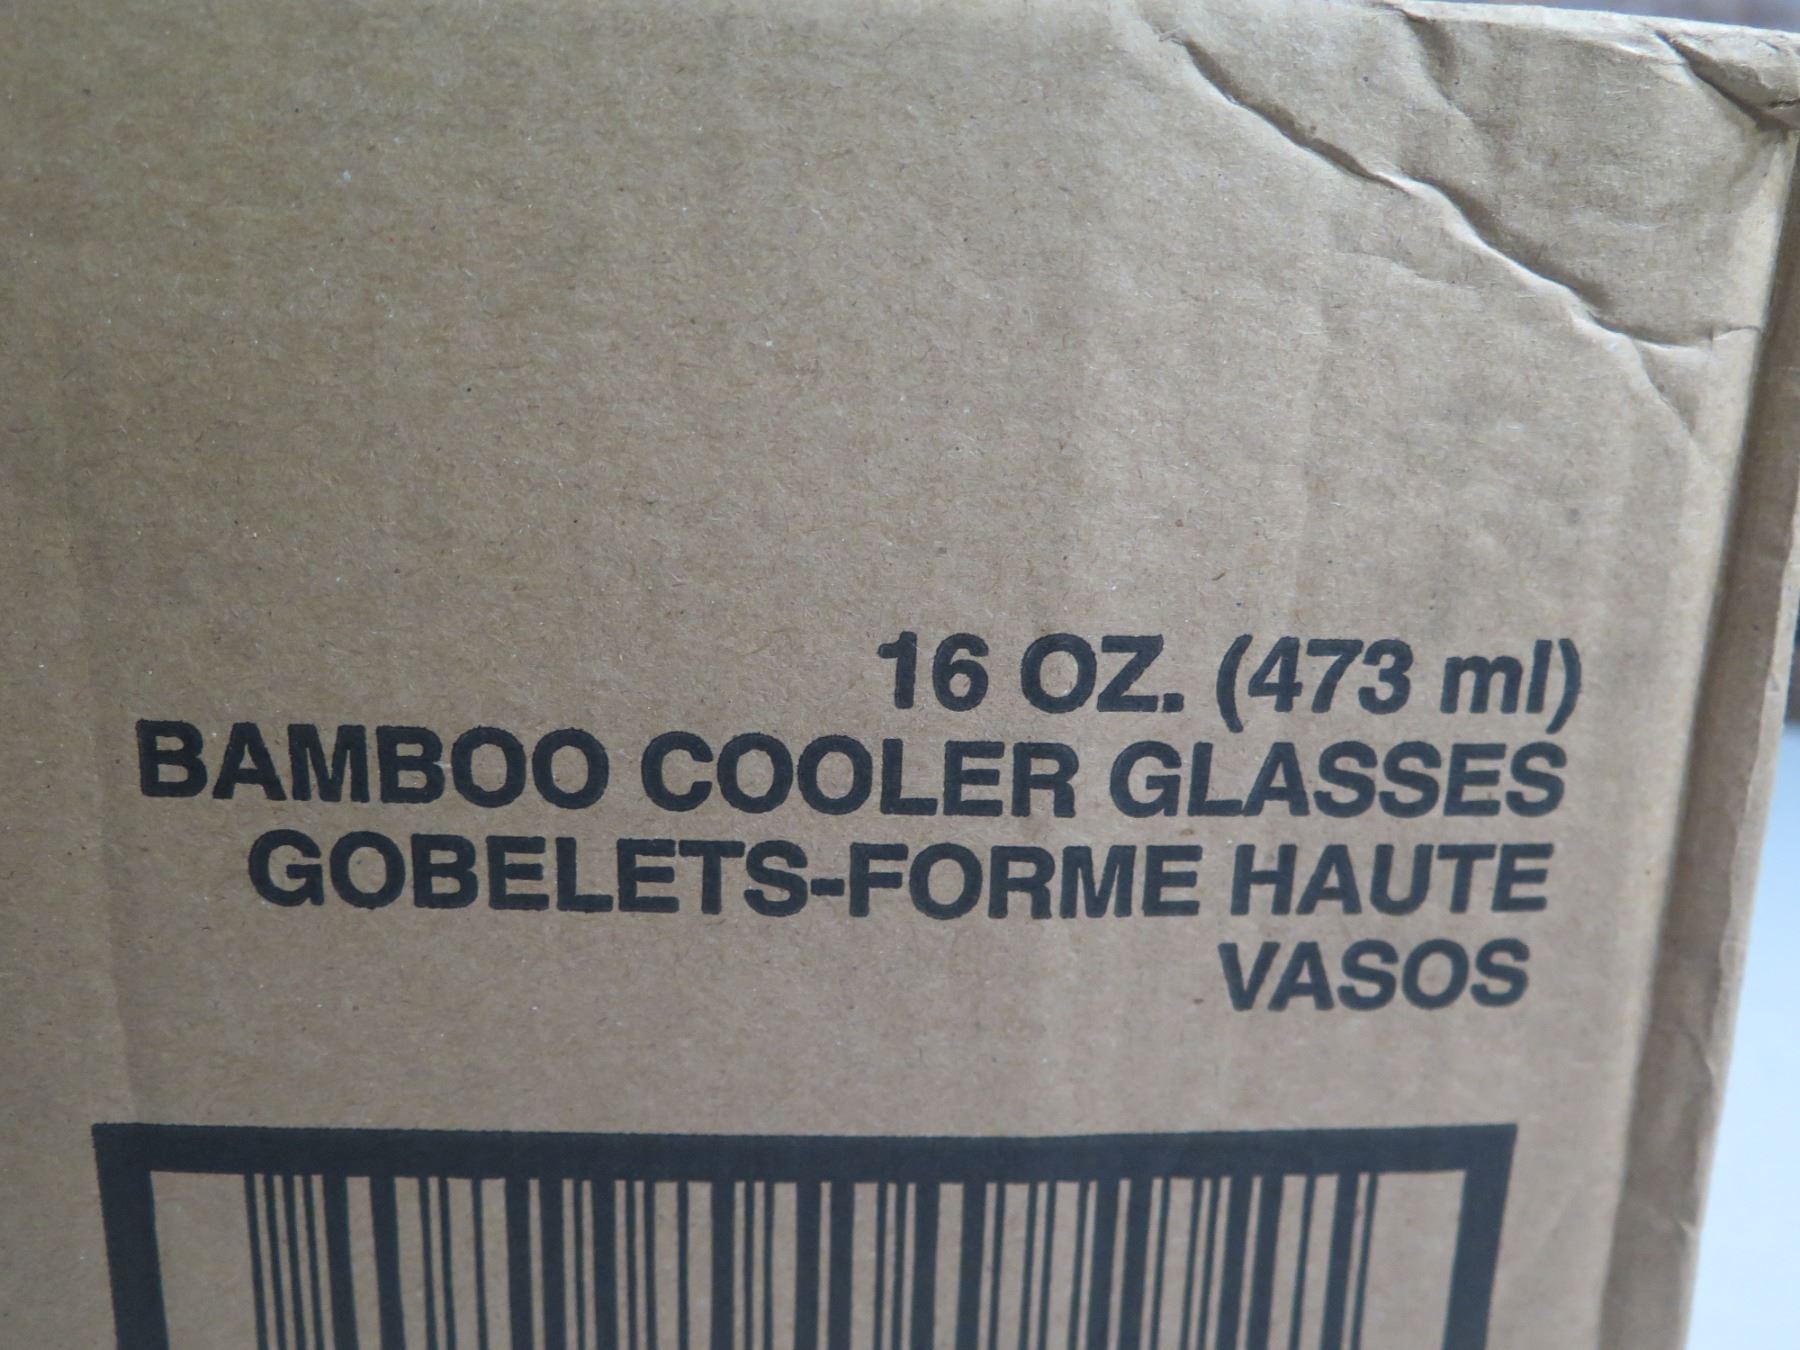 16 OZ. (473 ml)
BAMBOO COOLER GLASSES
GOBELETS-FORME HAUTE
VASOS